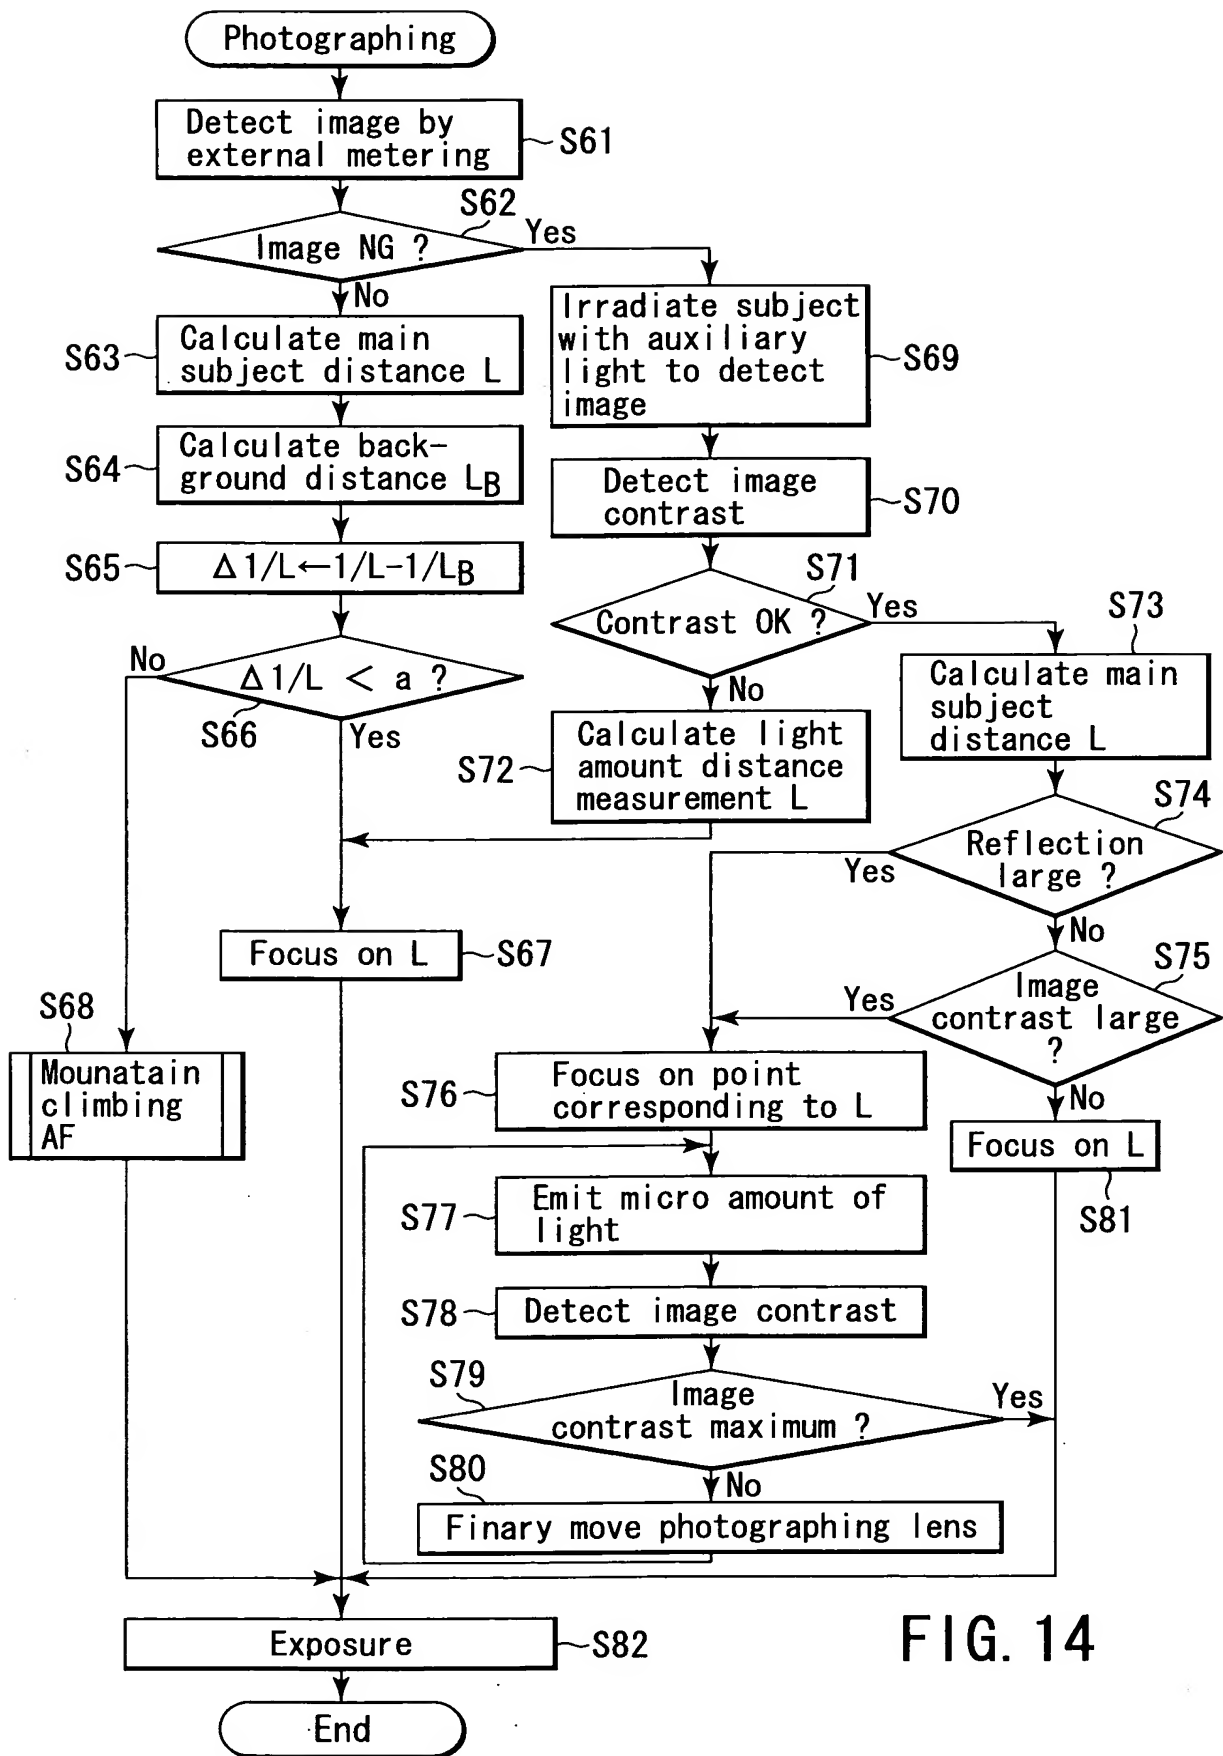 Photographing
Detect image by
external metering
S61
S62
Image NG ?
Yes
No
S63
Calculate main
subject distance L
S64
Calculate back-
ground distance LB
S65
Δ1/L←1/L-1/LB
No
Δ1/L < a ?
S66
Yes
Irradiate subject
with auxiliary
light to detect
image
S69
Detect image
contrast
S70
S71
Contrast OK ?
Yes
No
S72
Calculate light
amount distance
measurement L
S73
Calculate main
subject
distance L
S74
Reflection
large ?
Yes
No
Focus on L
S67
S75
Image
contrast large
?
Yes
No
S68
Mounatain
climbing
AF
S76
Focus on point
corresponding to L
Focus on L
S81
S77
Emit micro amount of
light
S78
Detect image contrast
S79
Image
contrast maximum ?
Yes
No
S80
Finary move photographing lens
Exposure
S82
End
FIG. 14